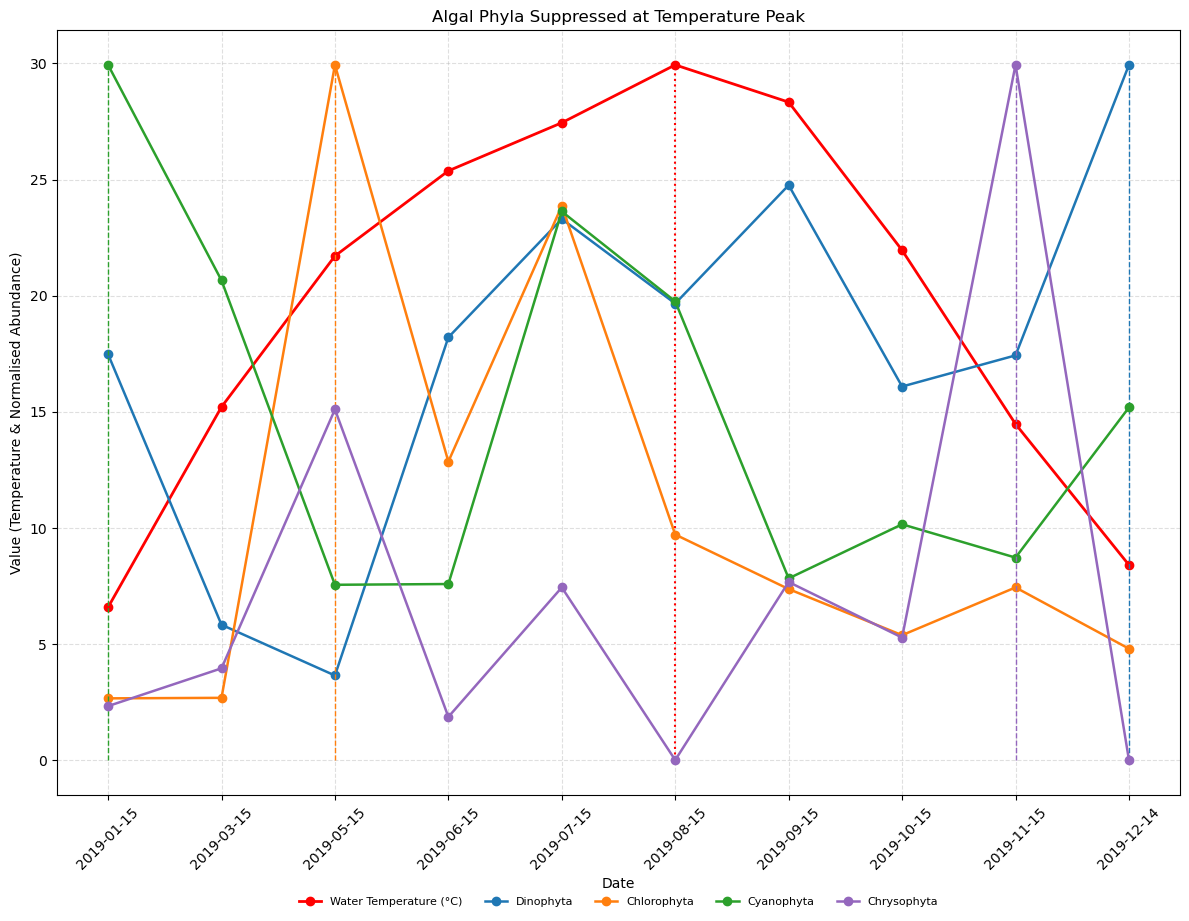 Algal Phyla Suppressed at Temperature Peak
Value (Temperature & Normalised Abundance)
30
25
20
15
10
5
0
2019-01-15
2019-03-15
2019-05-15
2019-06-15
2019-07-15
2019-08-15
2019-09-15
2019-10-15
2019-11-15
2019-12-14
Date
Water Temperature (°C)
Dinophyta
Chlorophyta
Cyanophyta
Chrysophyta